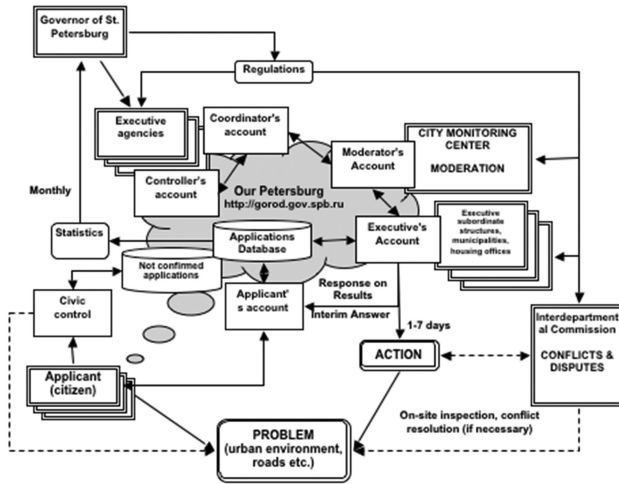 Governor of St.
Petersburg
Regulations
Executive
agencies
Coordinator's
account
Moderator's
Account
CITY MONITORING
CENTER
MODERATION
Controller's
account
Monthly
Our Petersburg
http://gorod.gov.spb.ru
Statistics
Applications
Database
Executive's
Account
Executive
subordinate
structures,
municipalities,
housing offices
Not confirmed
applications
Civic
control
Applicant'
s account
Response on
Results
Interim Answer
1-7 days
Interdepartment
al Commission
CONFLICTS &
DISPUTES
ACTION
Applicant
(citizen)
On-site inspection, conflict
resolution (if necessary)
PROBLEM
(urban environment,
roads etc.)